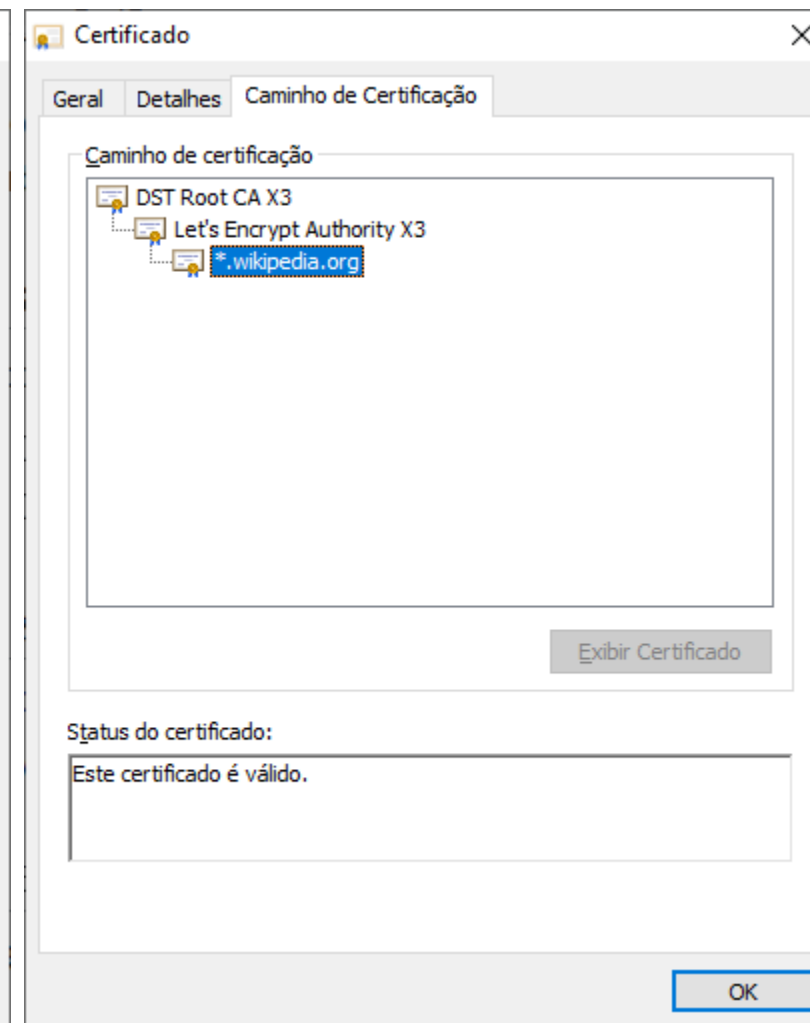 Certificado
Geral Detalhes Caminho de Certificação
Caminho de certificação
DST Root CA X3
Let's Encrypt Authority X3
*.wikipedia.org
Exibir Certificado
Status do certificado:
Este certificado é válido.
OK